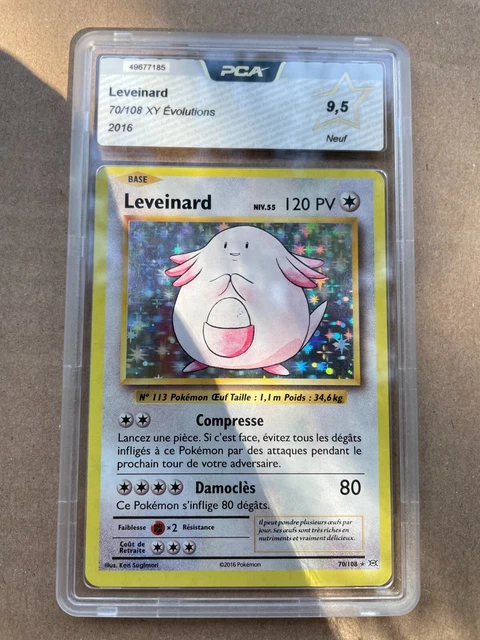 49677185
PCA
Leveinard
70/108 XY Évolutions
2016
9,5
Neuf
BASE
Leveinard NIV.55 120 PV
N° 113 Pokémon Œuf Taille : 1,1 m Poids : 34,6 kg
Compresse
Lancez une pièce. Si c'est face, évitez tous les dégâts
infligés à ce Pokémon par des attaques pendant le
prochain tour de votre adversaire.
Damoclès 80
Ce Pokémon s'inflige 80 dégâts.
Faiblesse ×2 Résistance
Coût de
Retraite
Il peut pondre plusieurs œufs par
jour. Ses œufs sont très riches en
nutriments et vraiment délicieux.
Illus. Ken Sugimori ©2016 Pokémon 70/108 ★ XY